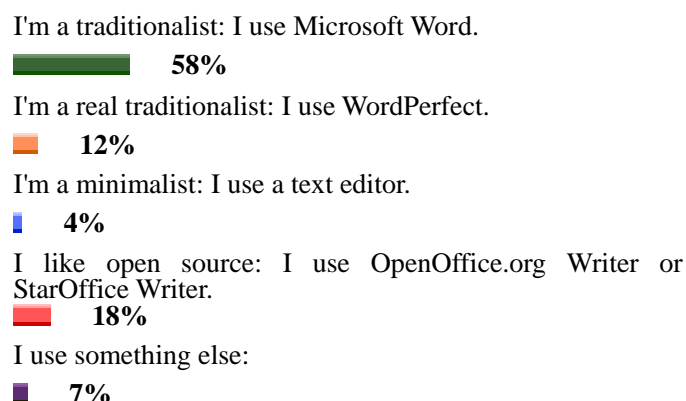 I'm a traditionalist: I use Microsoft Word.
58%
I'm a real traditionalist: I use WordPerfect.
12%
I'm a minimalist: I use a text editor.
4%
I like open source: I use OpenOffice.org Writer or
StarOffice Writer.
18%
I use something else:
7%